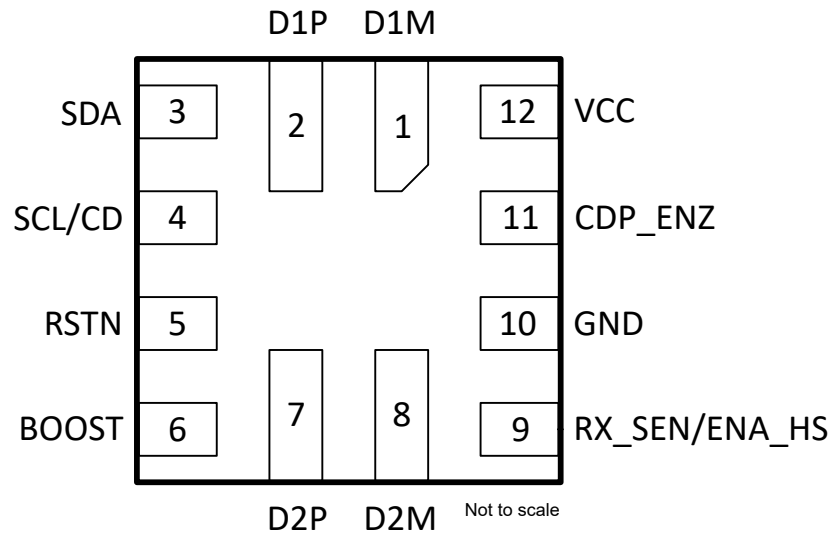 D1P D1M
SDA 3 2 1 12 VCC
SCL/CD 4 11 CDP_ENZ
RSTN 5 10 GND
BOOST 6 7 8 9 RX_SEN/ENA_HS
D2P D2M Not to scale